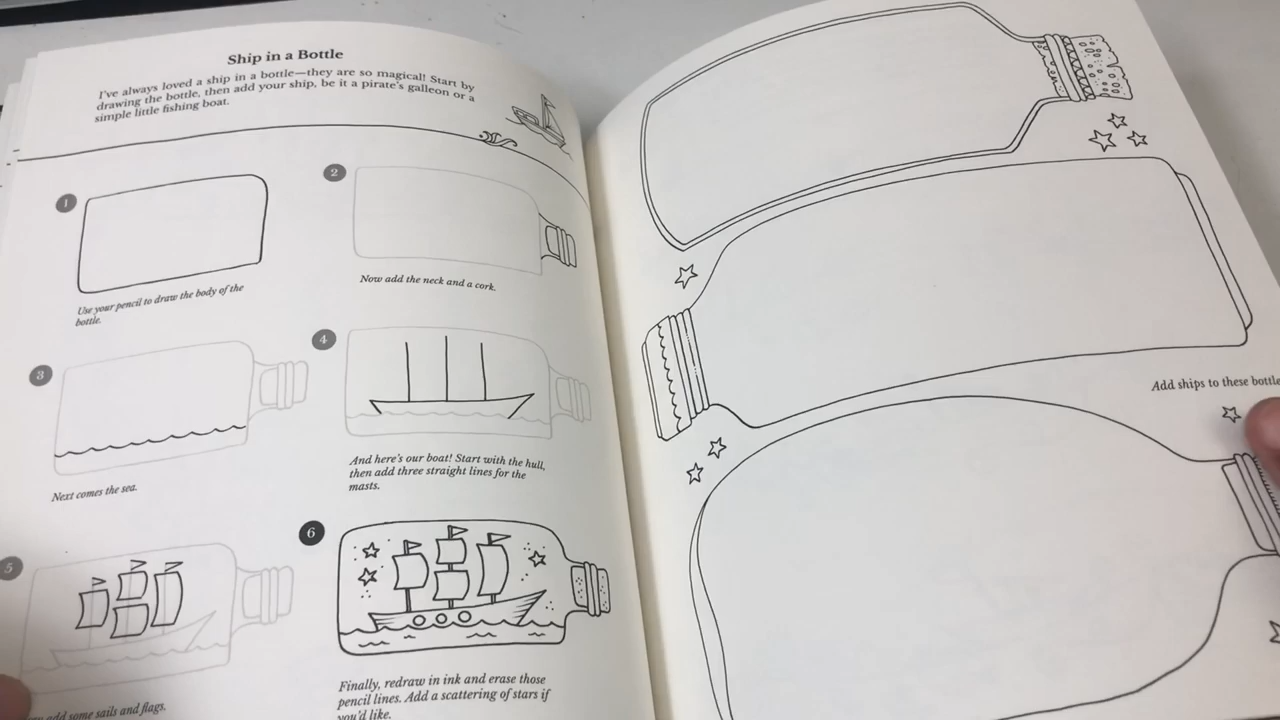 Ship in a Bottle
I've always loved a ship in a bottle—they are so magical! Start by
drawing the bottle, then add your ship, be it a pirate's galleon or a
simple little fishing boat.
1
Use your pencil to draw the body of the
bottle.
2
Now add the neck and a cork.
3
Next comes the sea.
4
And here's our boat! Start with the hull,
then add three straight lines for the
masts.
5
add some sails and flags.
6
Finally, redraw in ink and erase those
pencil lines. Add a scattering of stars if
you'd like.
Add ships to these bottle